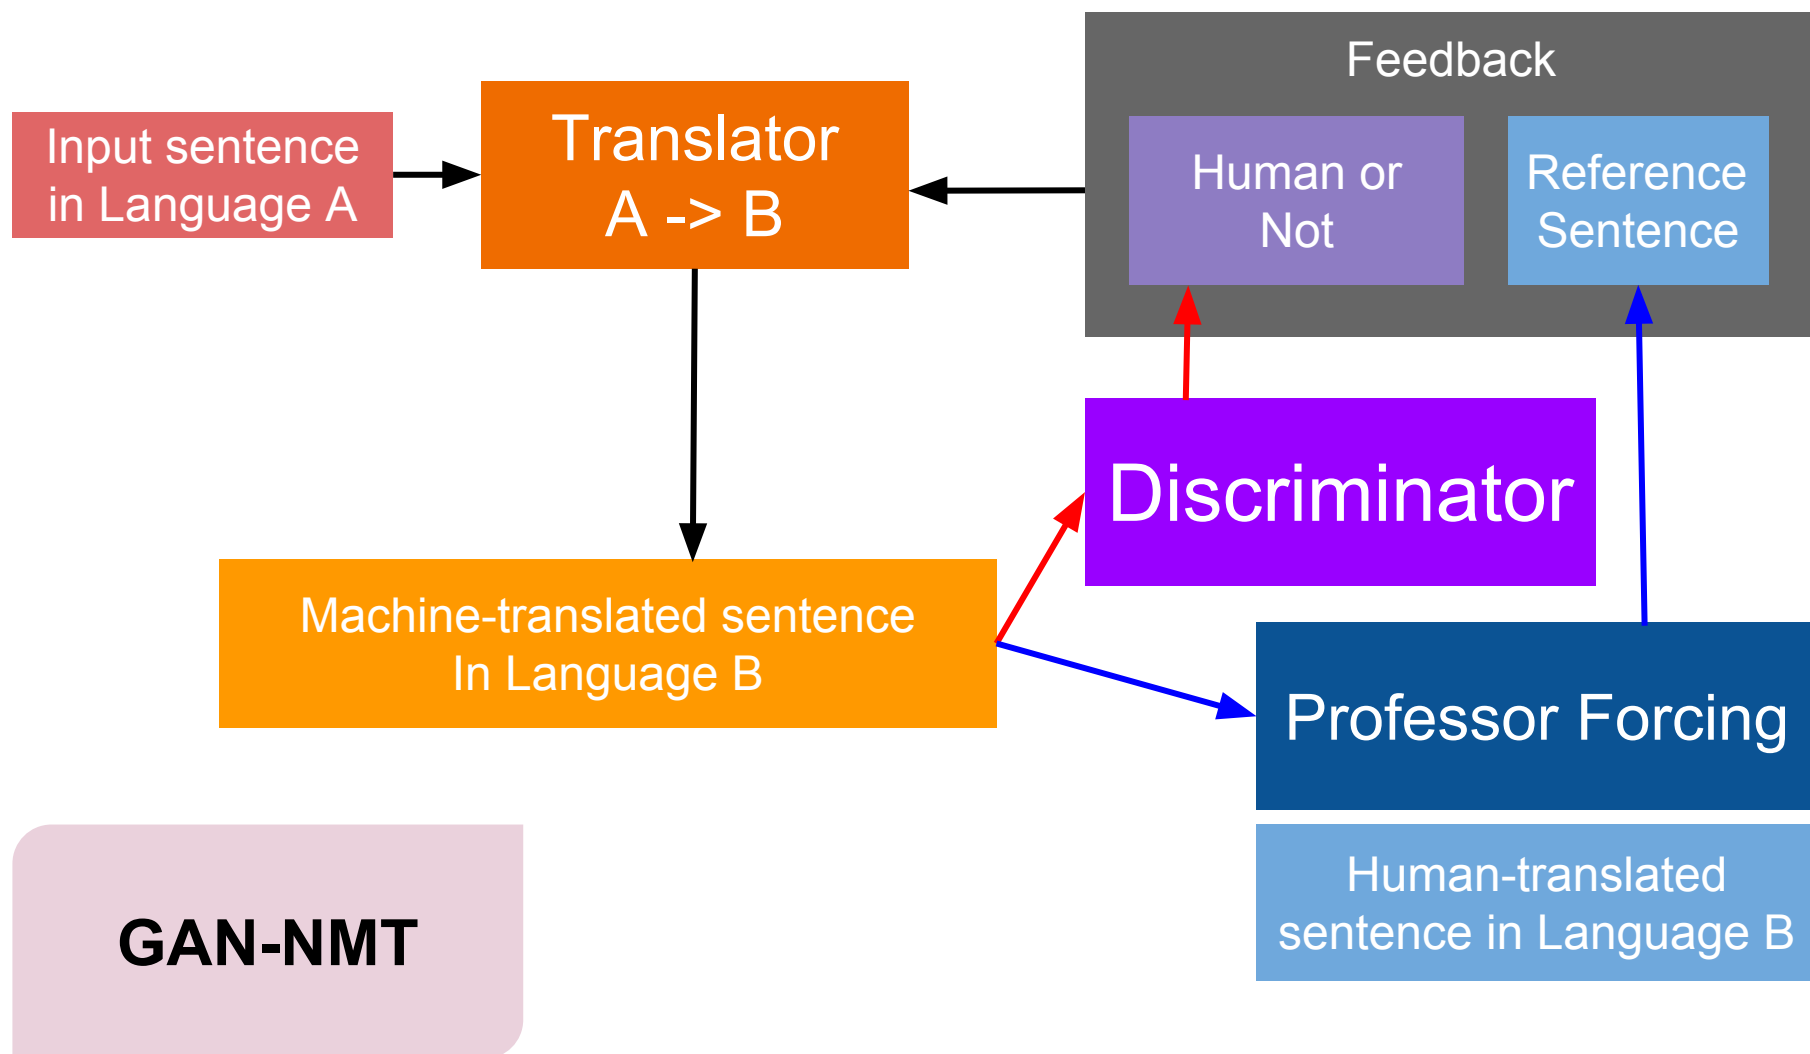 Input sentence
in Language A
Translator
A -> B
Feedback
Human or
Not
Reference
Sentence
Discriminator
Machine-translated sentence
In Language B
Professor Forcing
Human-translated
sentence in Language B
GAN-NMT